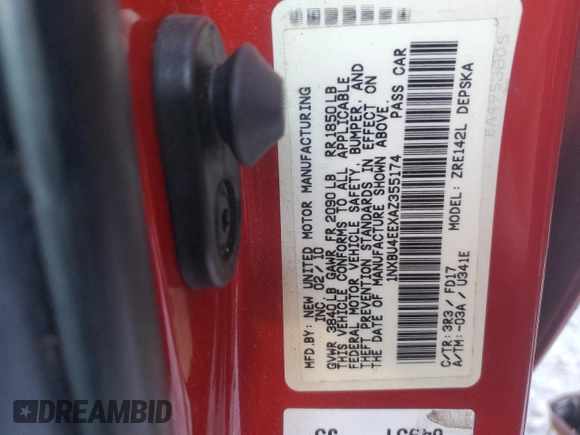 MFD.BY: NEW UNITED MOTOR MANUFACTURING
INC. 02/10
GVWR 3840LB GAWR FR 2090LB RR 1850LB
THIS VEHICLE CONFORMS TO ALL APPLICABLE
FEDERAL MOTOR VEHICLE SAFETY, BUMPER, AND
THEFT PREVENTION STANDARDS IN EFFECT ON
THE DATE OF MANUFACTURE SHOWN ABOVE.
1NXBU4EEXAZ355174 PASS CAR
C/TR: 3R3 / FD17
A/TM: -03A / U341E
MODEL: ZRE142L DEPSKA
DREAMBID